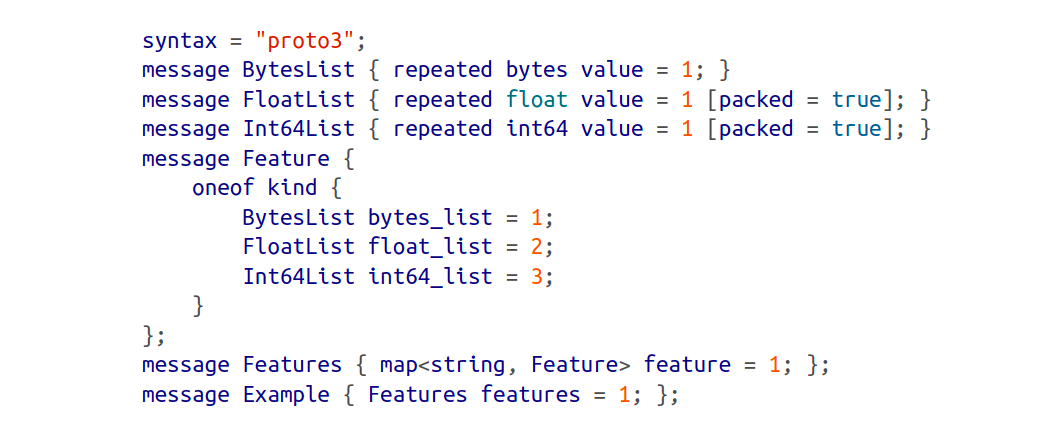 syntax = "proto3";
message BytesList { repeated bytes value = 1; }
message FloatList { repeated float value = 1 [packed = true]; }
message Int64List { repeated int64 value = 1 [packed = true]; }
message Feature {
    oneof kind {
        BytesList bytes_list = 1;
        FloatList float_list = 2;
        Int64List int64_list = 3;
    }
};
message Features { map<string, Feature> feature = 1; };
message Example { Features features = 1; };